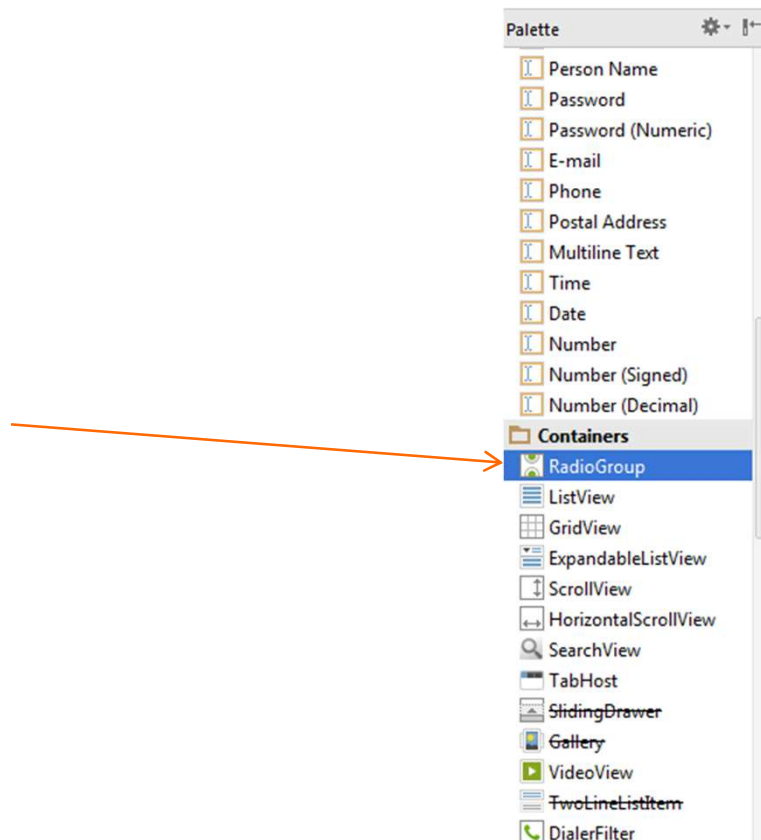 Palette
Person Name
Password
Password (Numeric)
E-mail
Phone
Postal Address
Multiline Text
Time
Date
Number
Number (Signed)
Number (Decimal)
Containers
RadioGroup
ListView
GridView
ExpandableListView
ScrollView
HorizontalScrollView
SearchView
TabHost
SlidingDrawer
Gallery
VideoView
TwoLineListItem
DialerFilter